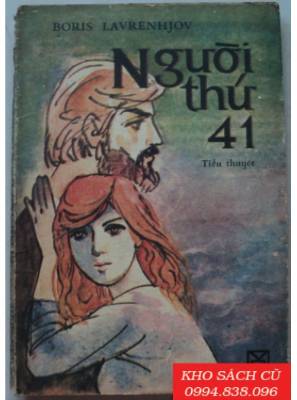 BORIS LAVRENHJOV
Người
thứ
41
Tiểu thuyết
KHO SÁCH CŨ
0994.838.096